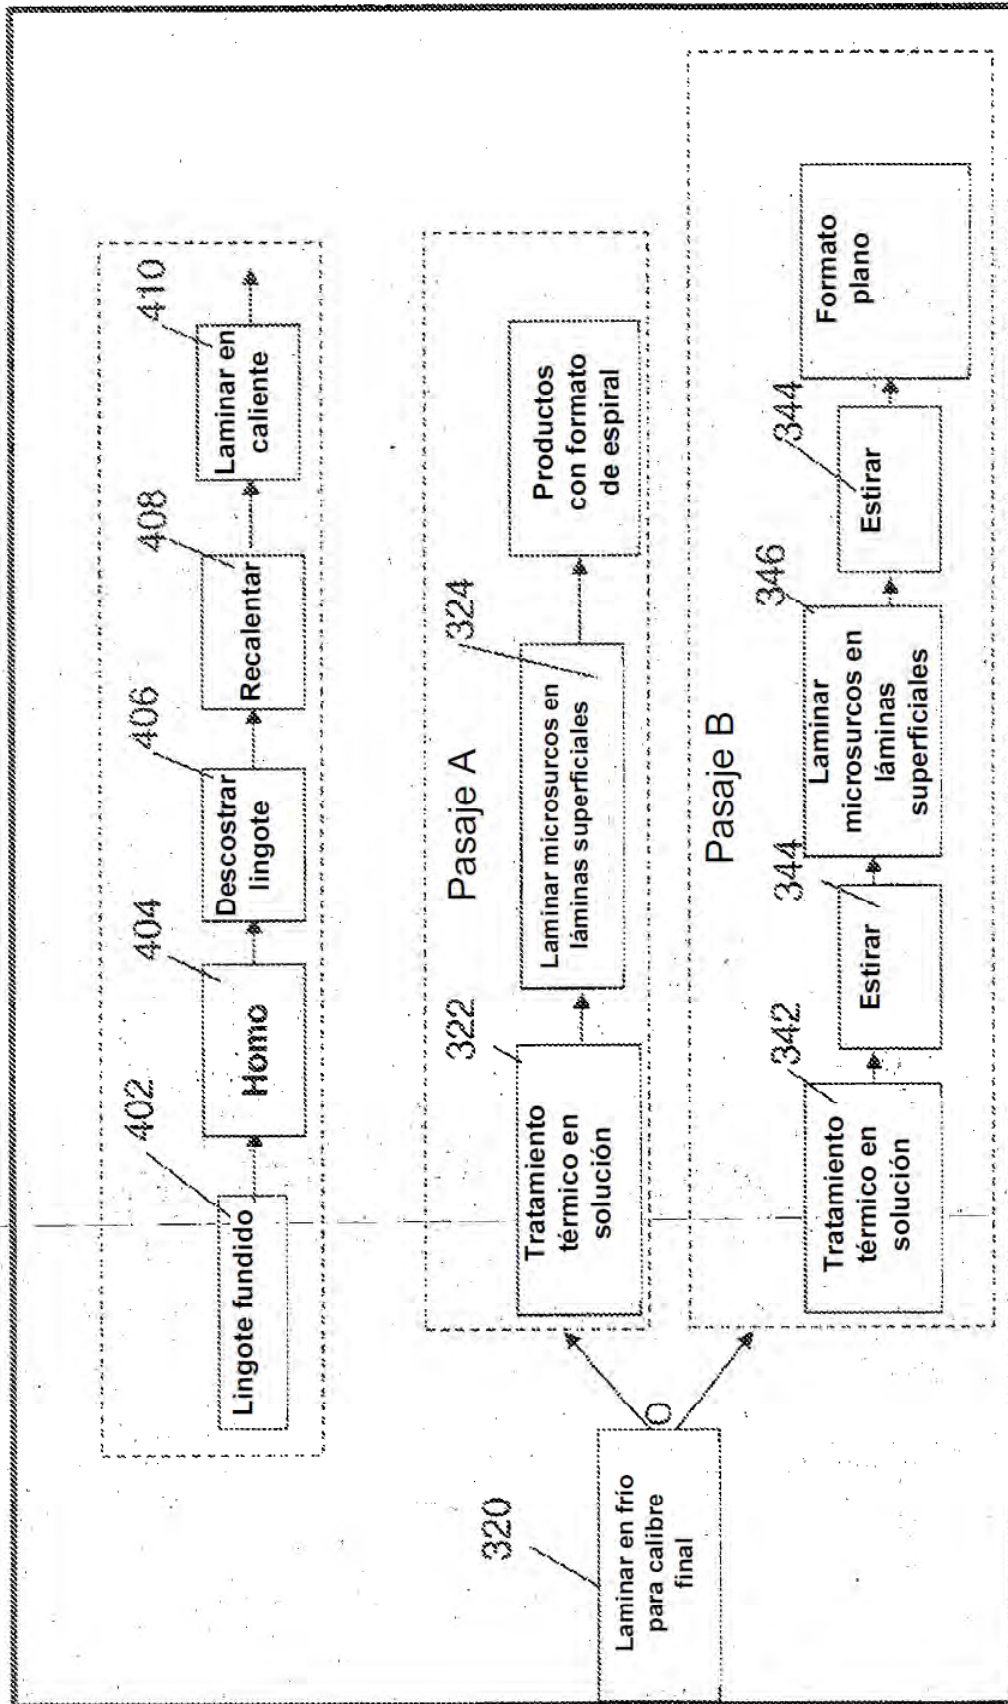 402
404
406
408
410
Lingote fundido
Homo
Descostrar
lingote
Recalentar
Laminar en
caliente
Pasaje A
322
324
Tratamiento
térmico en
solución
Laminar microsurcos en
láminas superficiales
Productos
con formato
de espiral
320
Laminar en frío
para calibre
final
O
Pasaje B
342
344
346
344
Tratamiento
térmico en
solución
Estirar
Laminar
microsurcos en
láminas
superficiales
Estirar
Formato
plano